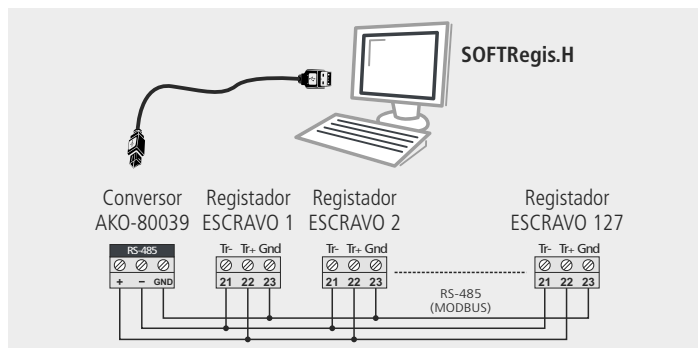 SOFTRegis.H
Conversor
AKO-80039
Registador
ESCRAVO 1
Registador
ESCRAVO 2
Registador
ESCRAVO 127
RS-485
+ − GND
Tr- Tr+ Gnd
21 22 23
Tr- Tr+ Gnd
21 22 23
Tr- Tr+ Gnd
21 22 23
RS-485
(MODBUS)